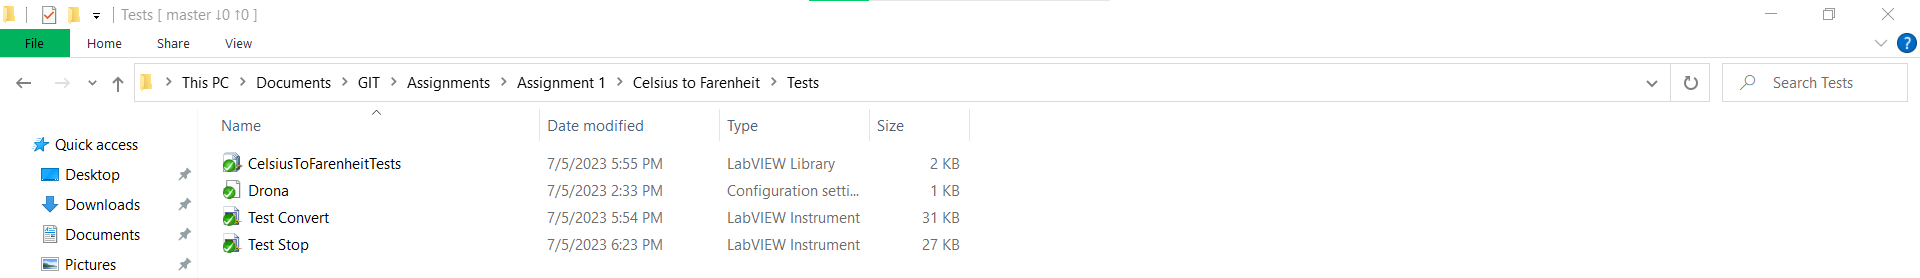 Tests [ master ↓0 ↑0 ]
File Home Share View
This PC > Documents > GIT > Assignments > Assignment 1 > Celsius to Farenheit > Tests
Search Tests
Name Date modified Type Size
Quick access
Desktop
Downloads
Documents
Pictures
CelsiusToFarenheitTests 7/5/2023 5:55 PM LabVIEW Library 2 KB
Drona 7/5/2023 2:33 PM Configuration setti... 1 KB
Test Convert 7/5/2023 5:54 PM LabVIEW Instrument 31 KB
Test Stop 7/5/2023 6:23 PM LabVIEW Instrument 27 KB